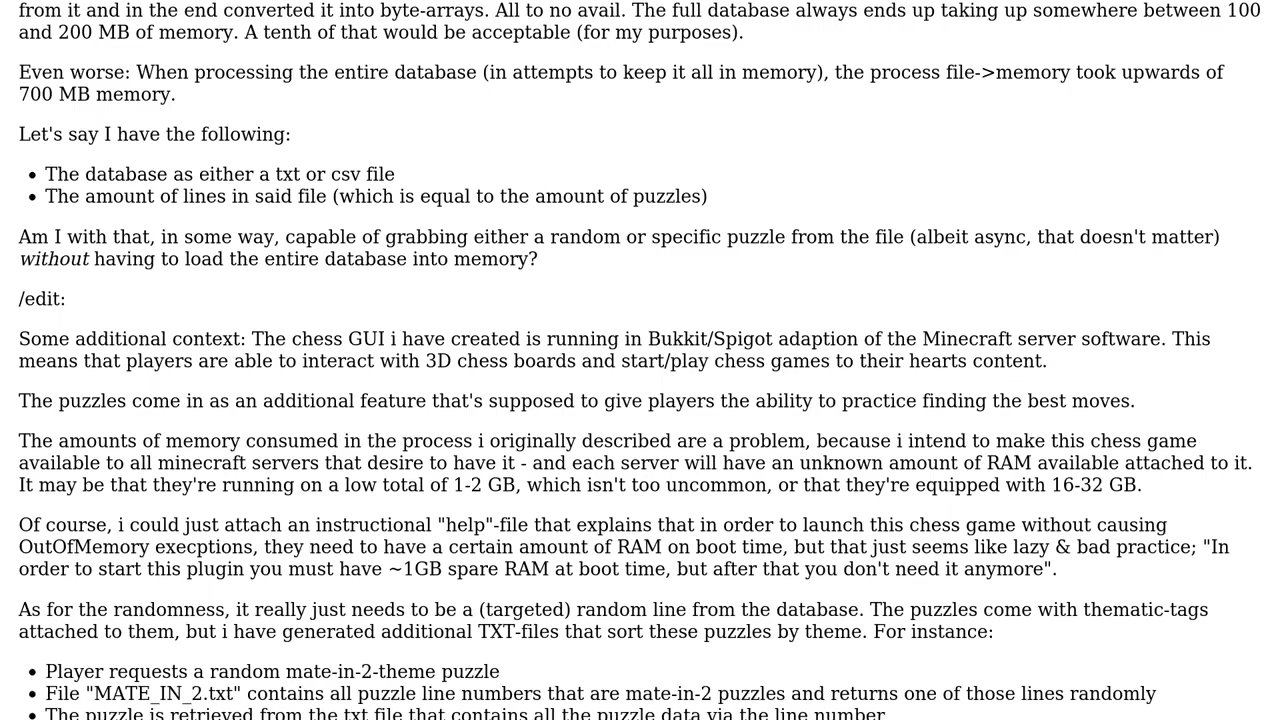 from it and in the end converted it into byte-arrays. All to no avail. The full database always ends up taking up somewhere between 100
and 200 MB of memory. A tenth of that would be acceptable (for my purposes).
Even worse: When processing the entire database (in attempts to keep it all in memory), the process file->memory took upwards of
700 MB memory.
Let's say I have the following:
• The database as either a txt or csv file
• The amount of lines in said file (which is equal to the amount of puzzles)
Am I with that, in some way, capable of grabbing either a random or specific puzzle from the file (albeit async, that doesn't matter)
without having to load the entire database into memory?
/edit:
Some additional context: The chess GUI i have created is running in Bukkit/Spigot adaption of the Minecraft server software. This
means that players are able to interact with 3D chess boards and start/play chess games to their hearts content.
The puzzles come in as an additional feature that's supposed to give players the ability to practice finding the best moves.
The amounts of memory consumed in the process i originally described are a problem, because i intend to make this chess game
available to all minecraft servers that desire to have it - and each server will have an unknown amount of RAM available attached to it.
It may be that they're running on a low total of 1-2 GB, which isn't too uncommon, or that they're equipped with 16-32 GB.
Of course, i could just attach an instructional "help"-file that explains that in order to launch this chess game without causing
OutOfMemory execptions, they need to have a certain amount of RAM on boot time, but that just seems like lazy & bad practice; "In
order to start this plugin you must have ~1GB spare RAM at boot time, but after that you don't need it anymore".
As for the randomness, it really just needs to be a (targeted) random line from the database. The puzzles come with thematic-tags
attached to them, but i have generated additional TXT-files that sort these puzzles by theme. For instance:
• Player requests a random mate-in-2-theme puzzle
• File "MATE_IN_2.txt" contains all puzzle line numbers that are mate-in-2 puzzles and returns one of those lines randomly
• The puzzle is retrieved from the txt file that contains all the puzzle data via the line number